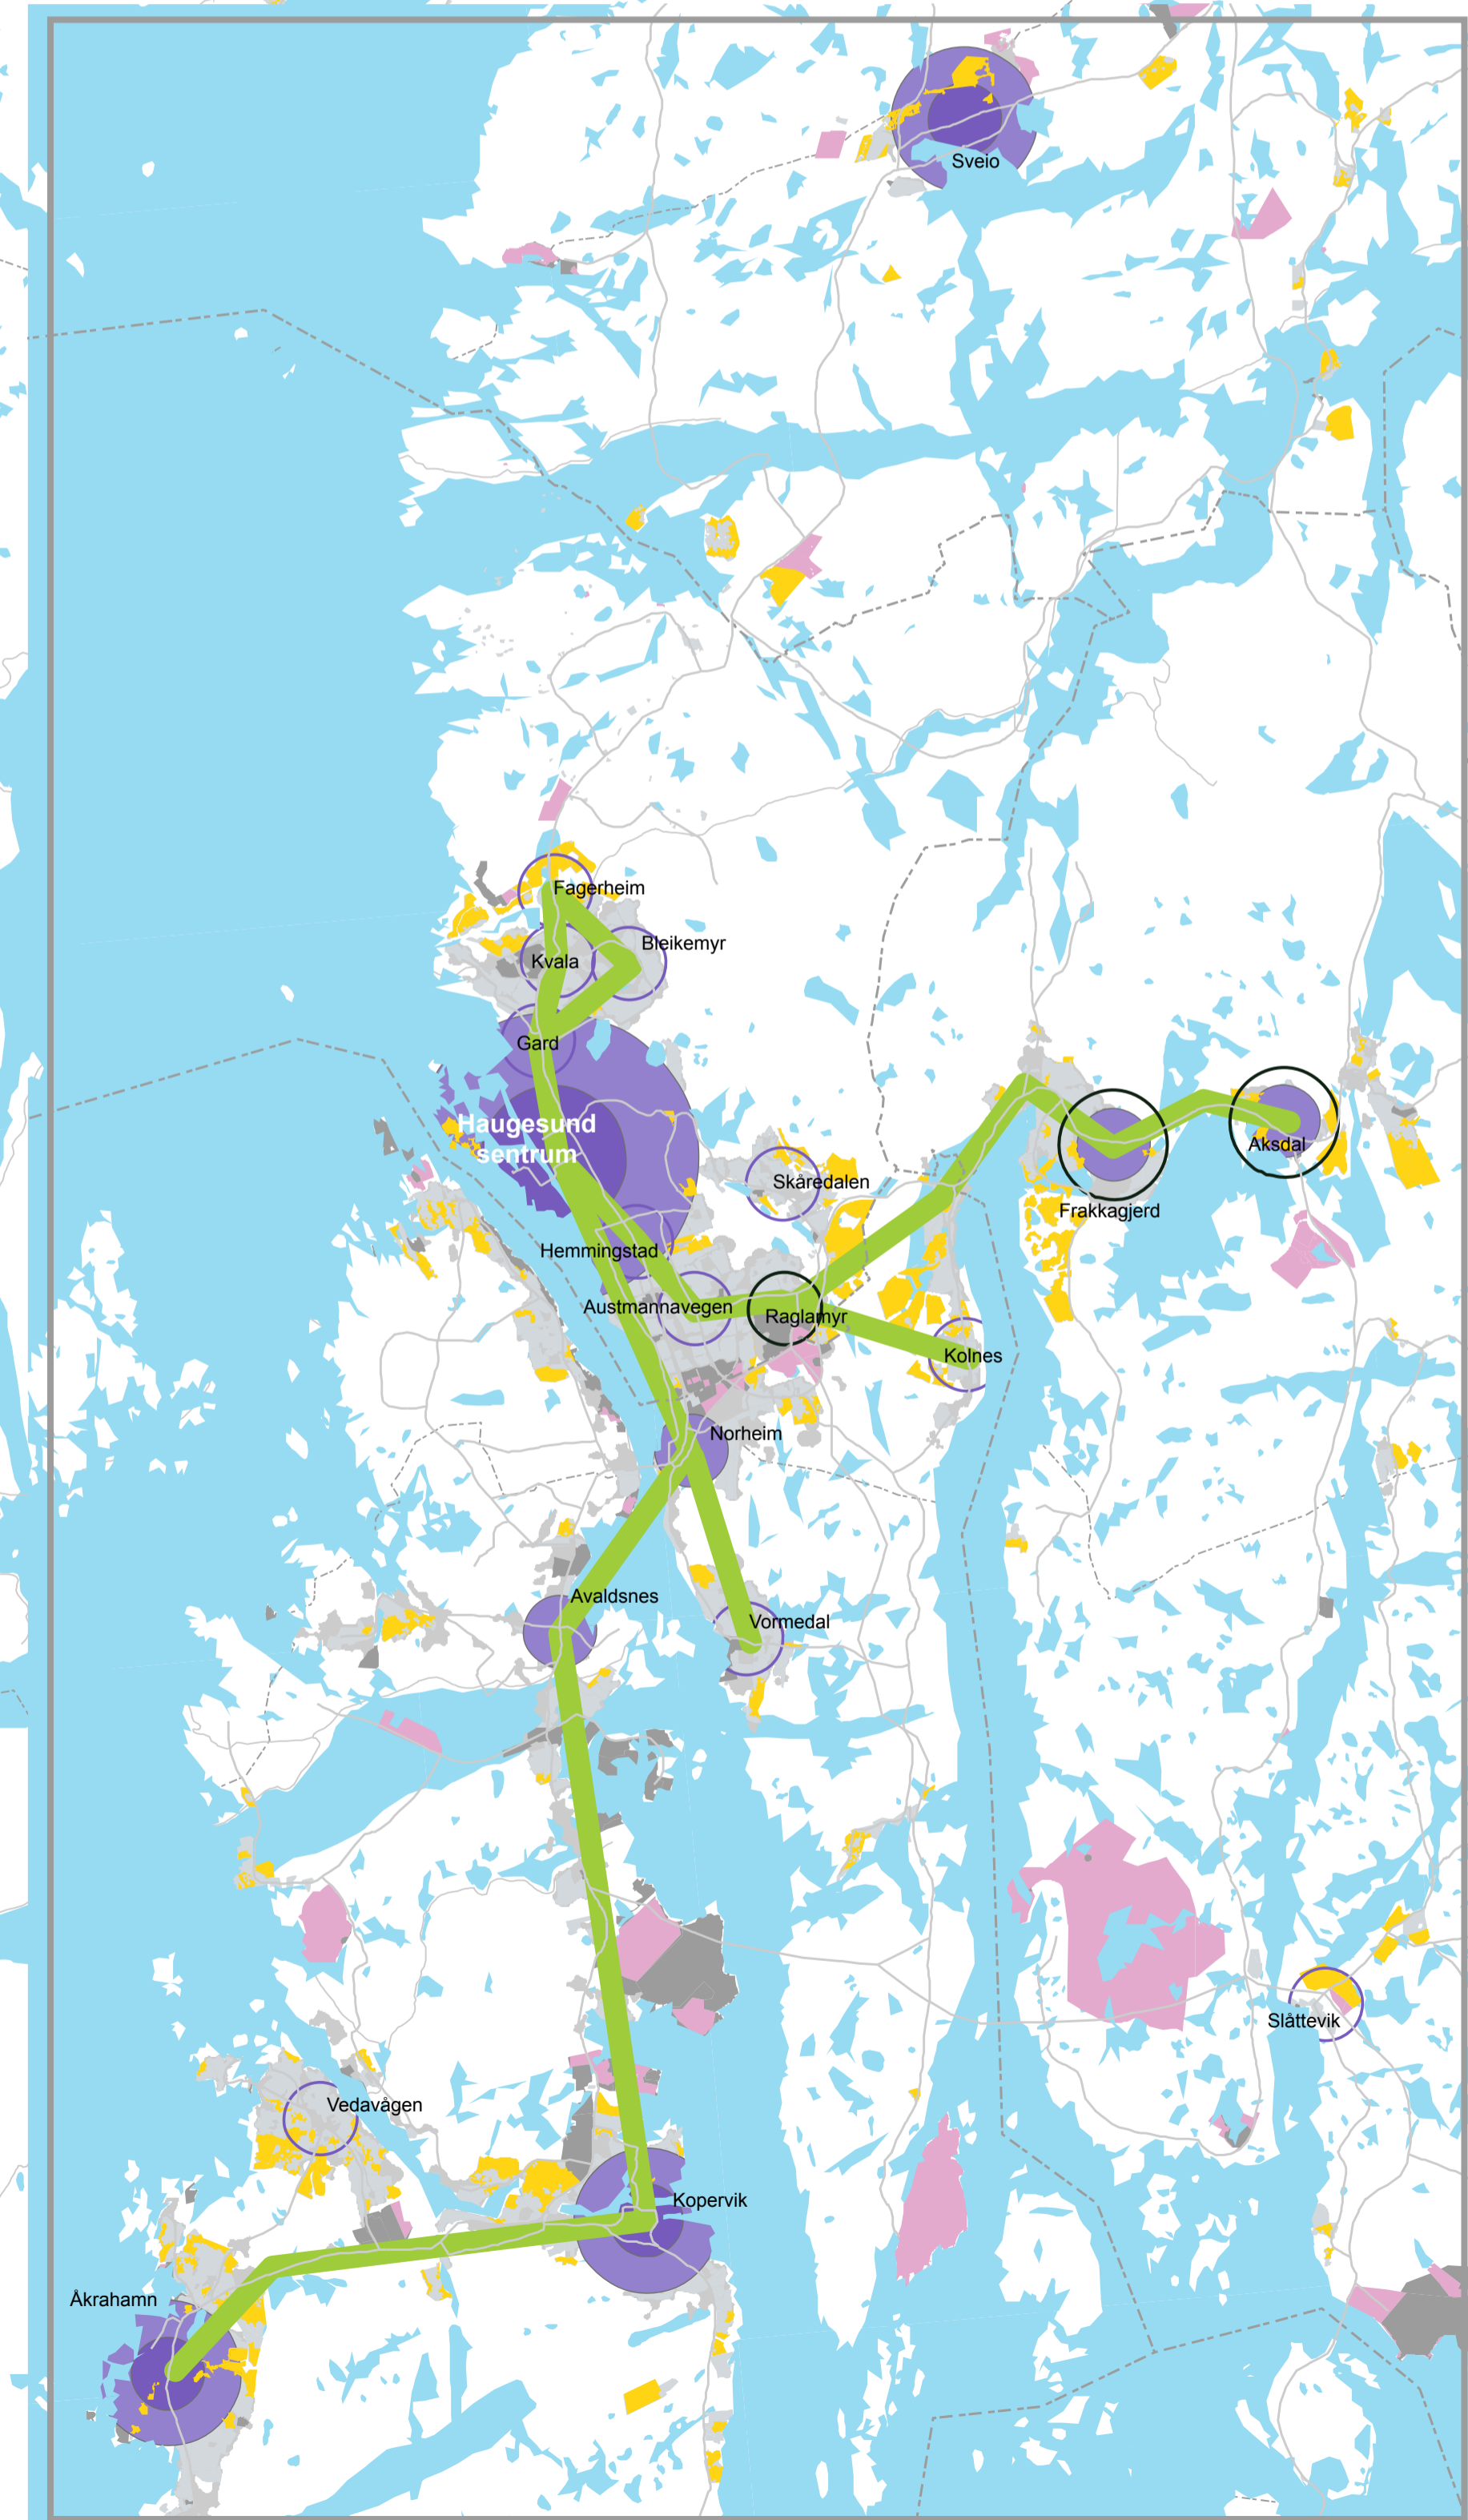 Sveio
Fagerheim
Bleikemyr
Kvala
Gard
Haugesund
sentrum
Aksdal
Skåredalen
Frakkagjerd
Hemmingstad
Austmannavegen
Raglamyr
Kolnes
Norheim
Avaldsnes
Vormedal
Slåttevik
Vedavågen
Kopervik
Åkrahamn